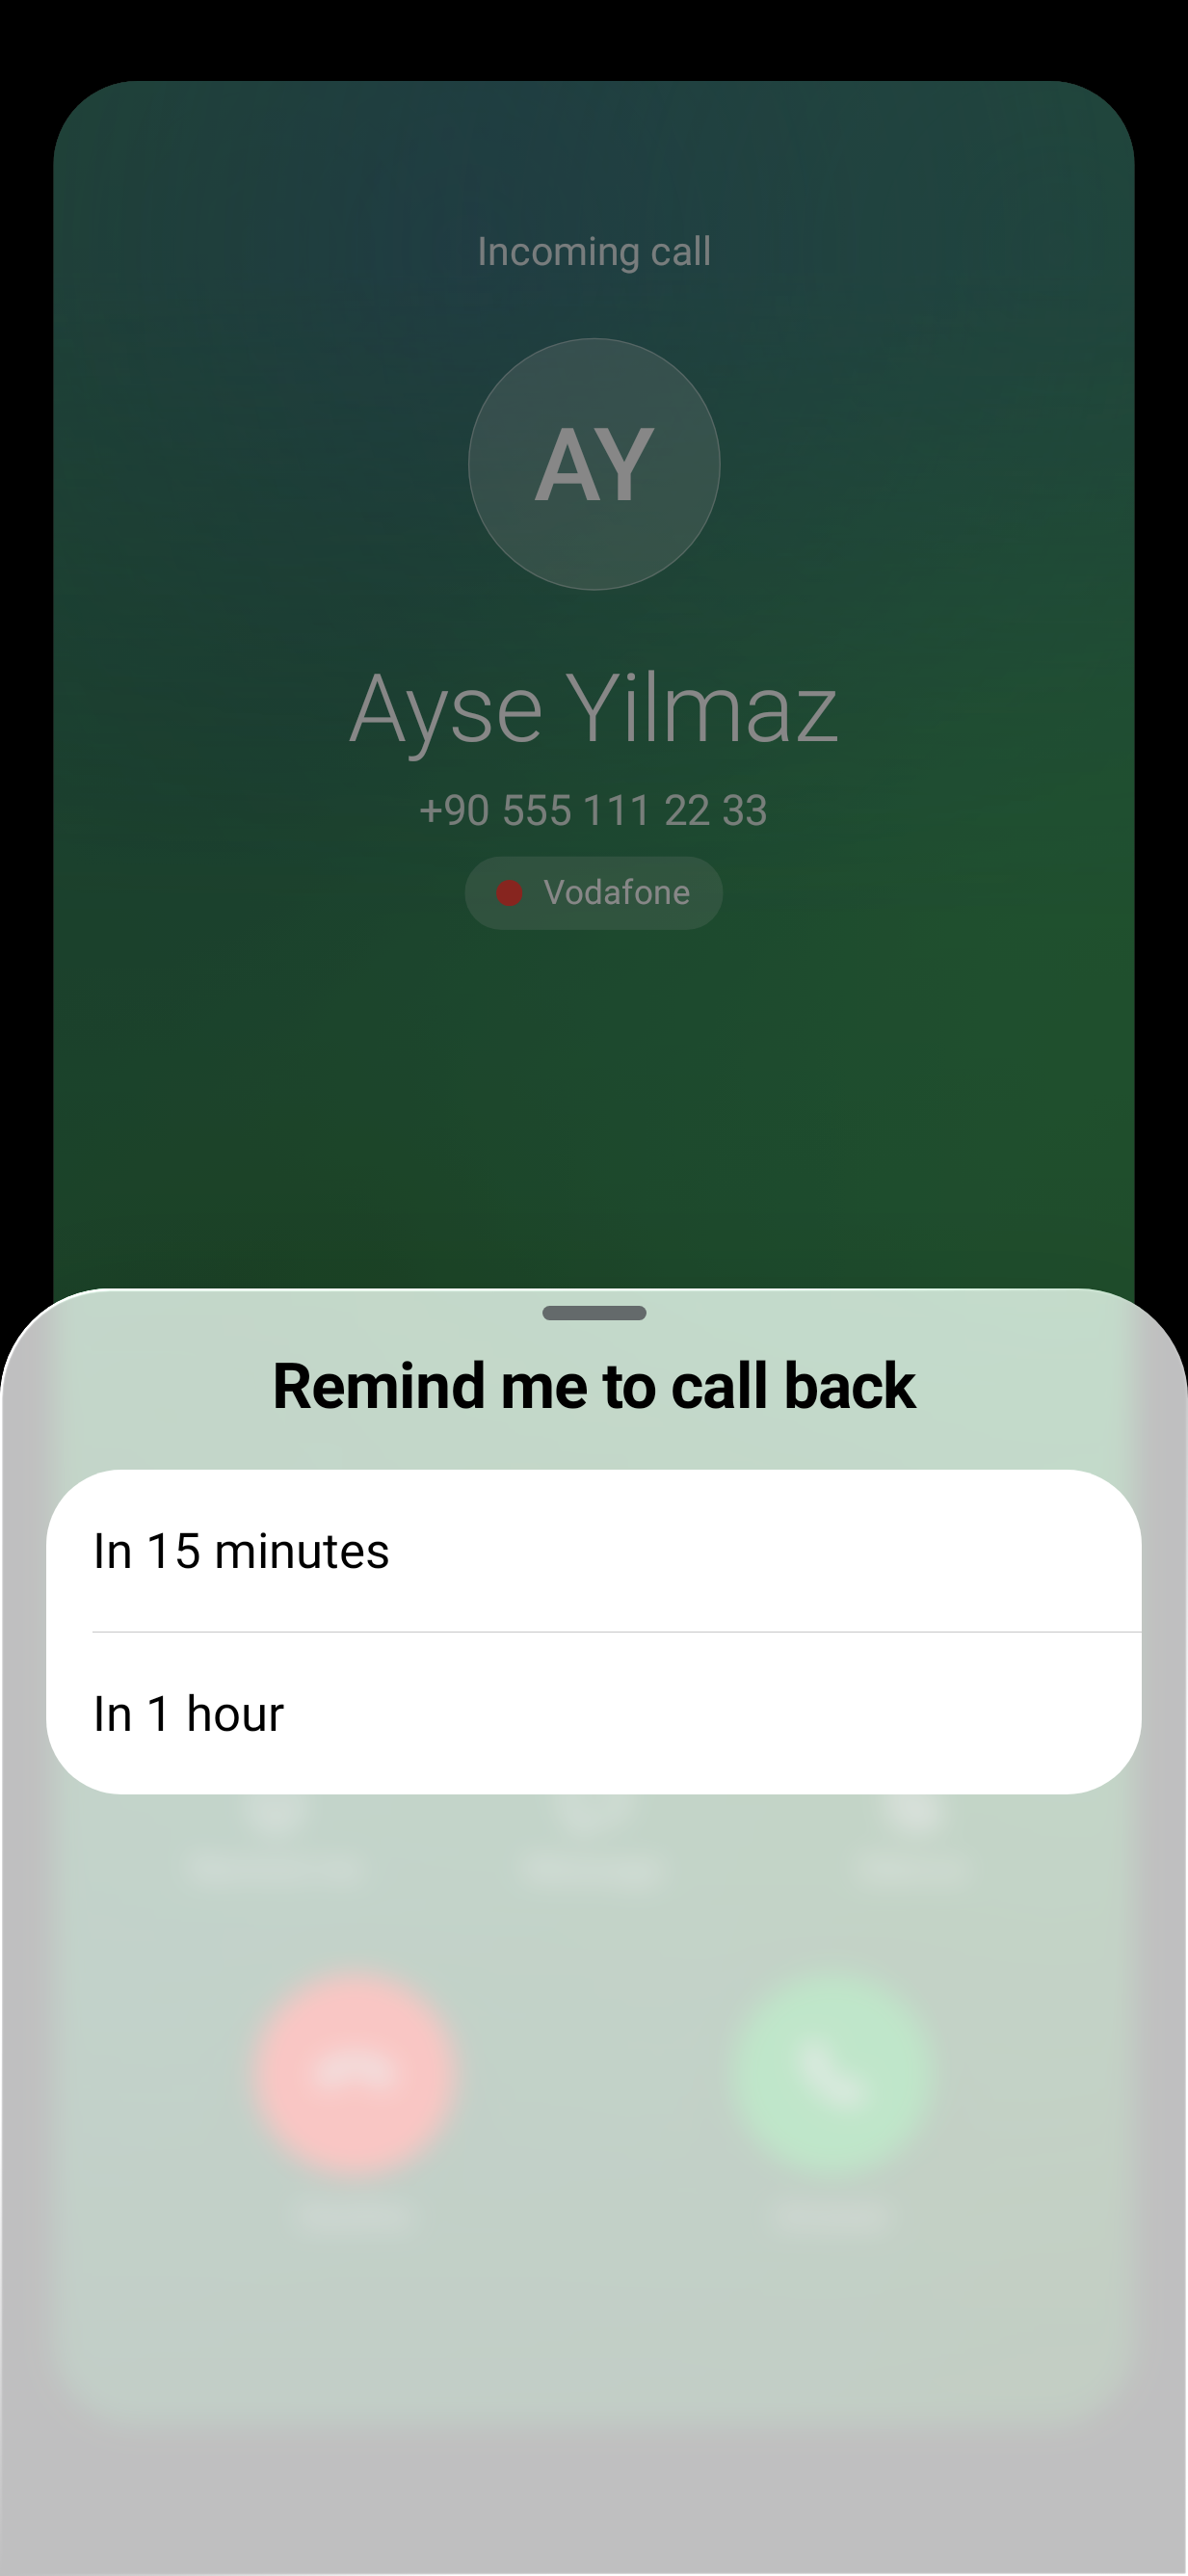 Incoming call
AY
Ayse Yilmaz
+90 555 111 22 33
Vodafone
Remind me to call back
In 15 minutes
In 1 hour